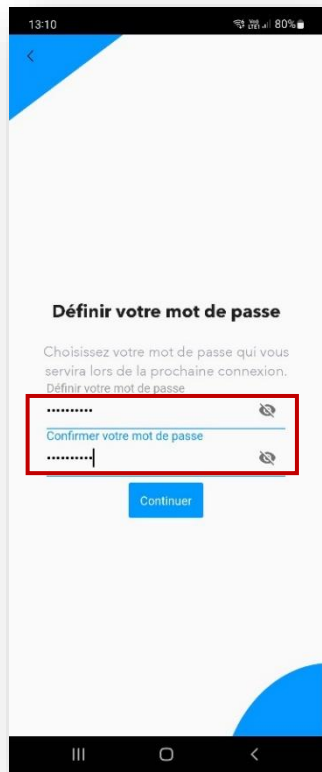 13:10 80%
Définir votre mot de passe
Choisissez votre mot de passe qui vous
servira lors de la prochaine connexion.
Définir votre mot de passe
••••••••••
Confirmer votre mot de passe
••••••••••
Continuer